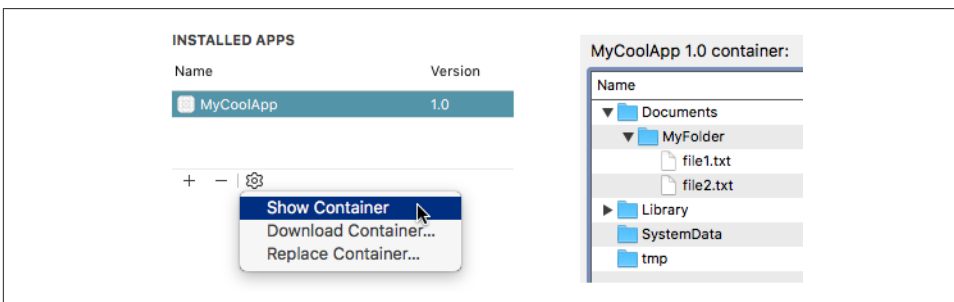 INSTALLED APPS
Name Version
MyCoolApp 1.0
Show Container
Download Container...
Replace Container...
MyCoolApp 1.0 container:
Name
Documents
MyFolder
file1.txt
file2.txt
Library
SystemData
tmp